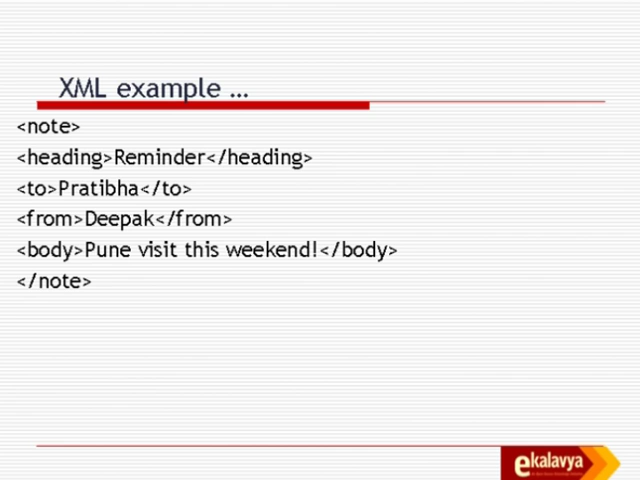 XML example ...
<note>
<heading>Reminder</heading>
<to>Pratibha</to>
<from>Deepak</from>
<body>Pune visit this weekend!</body>
</note>
ekalavya